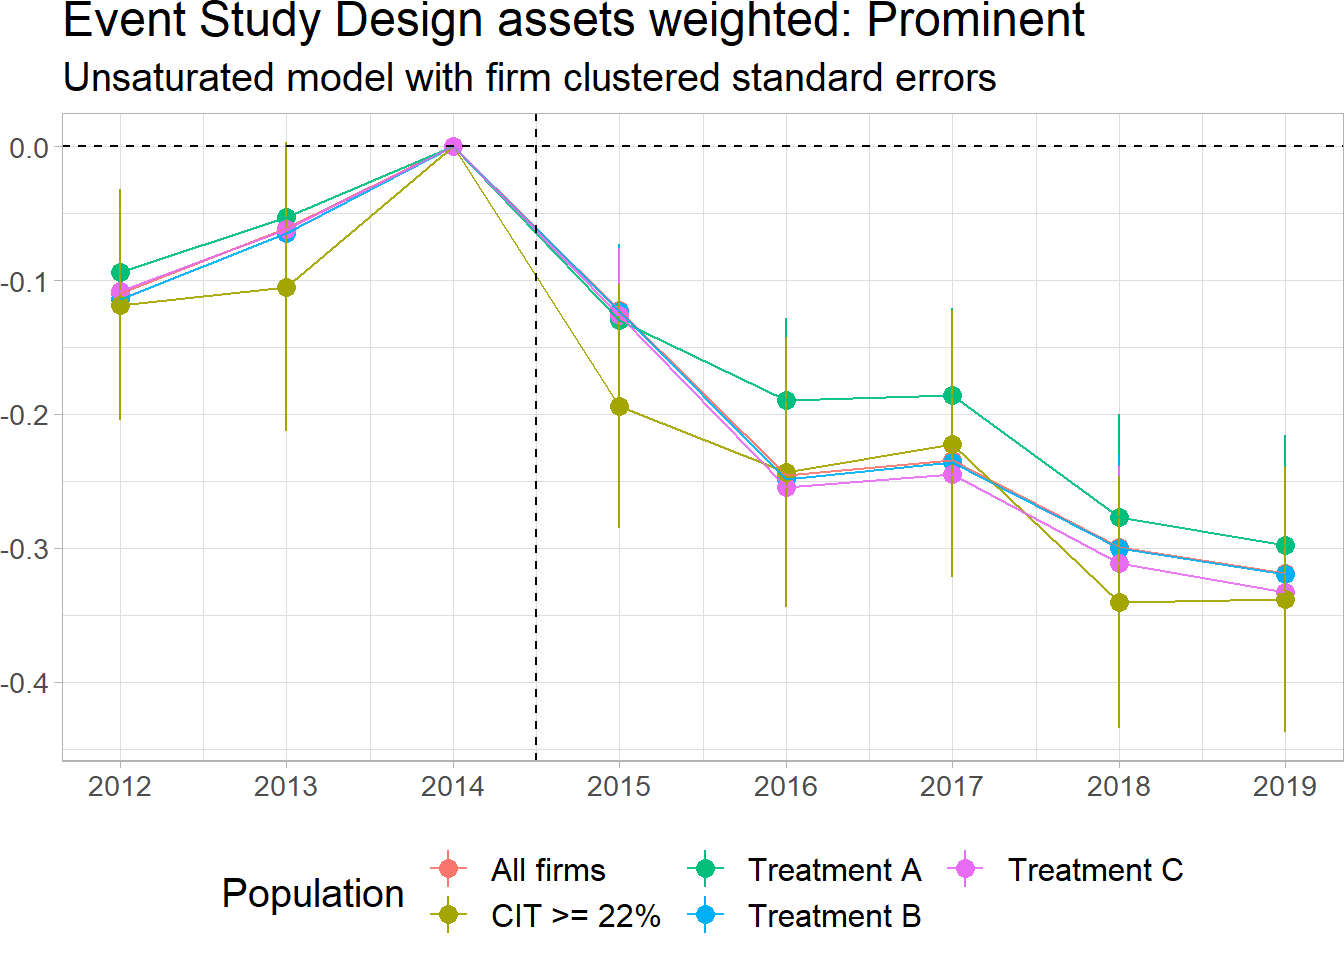 Event Study Design assets weighted: Prominent
Unsaturated model with firm clustered standard errors
0.0
-0.1
-0.2
-0.3
-0.4
2012 2013 2014 2015 2016 2017 2018 2019
Population
All firms Treatment A Treatment C
CIT >= 22% Treatment B